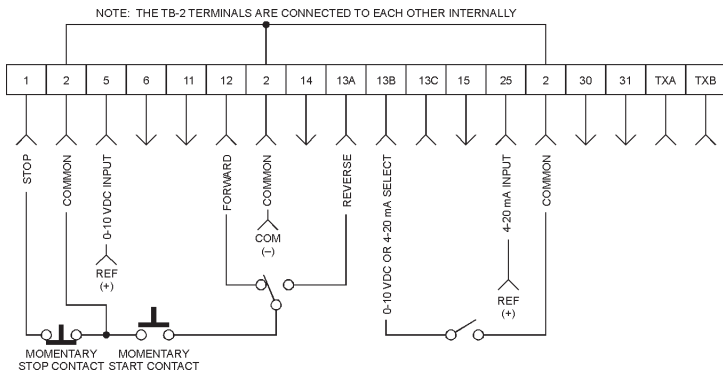 NOTE: THE TB-2 TERMINALS ARE CONNECTED TO EACH OTHER INTERNALLY
1 2 5 6 11 12 2 14 13A 13B 13C 15 25 2 30 31 TXA TXB
STOP
COMMON
0-10 VDC INPUT
REF
(+)
FORWARD
COMMON
COM
(–)
REVERSE
0-10 VDC OR 4-20 mA SELECT
4-20 mA INPUT
REF
(+)
COMMON
MOMENTARY
STOP CONTACT
MOMENTARY
START CONTACT